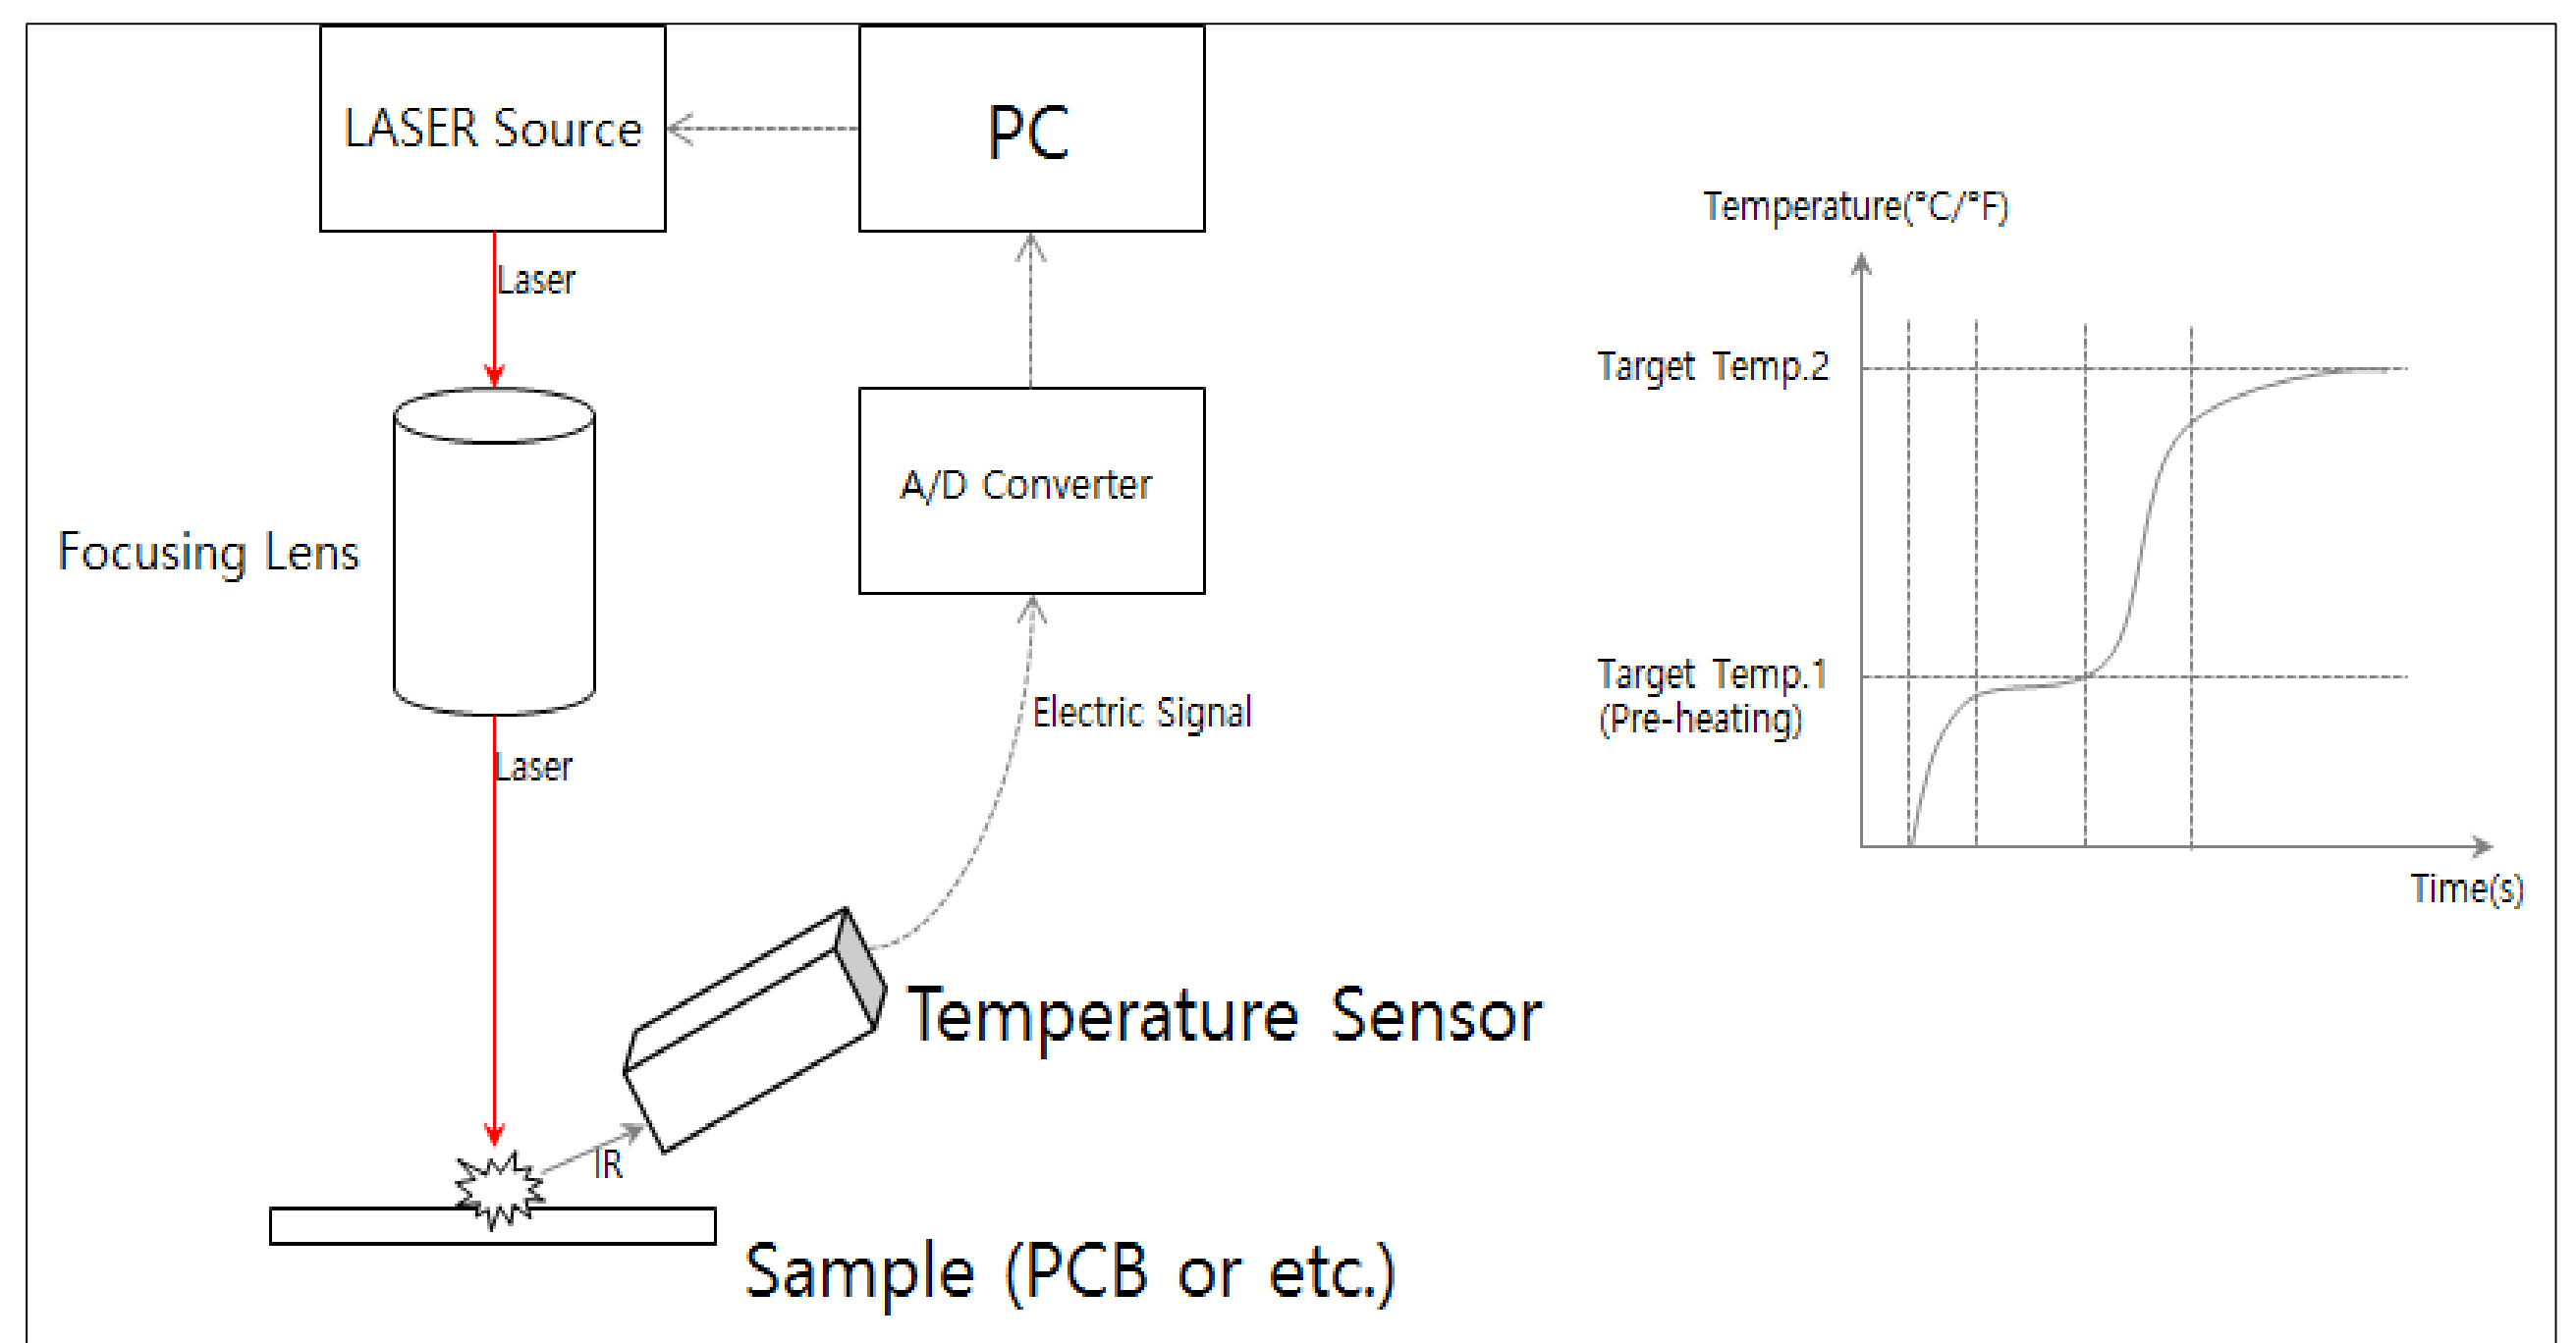 LASER Source
PC
Laser
Focusing Lens
A/D Converter
Electric Signal
Laser
Temperature Sensor
IR
Sample (PCB or etc.)
Temperature(°C/°F)
Target Temp.2
Target Temp.1
(Pre-heating)
Time(s)